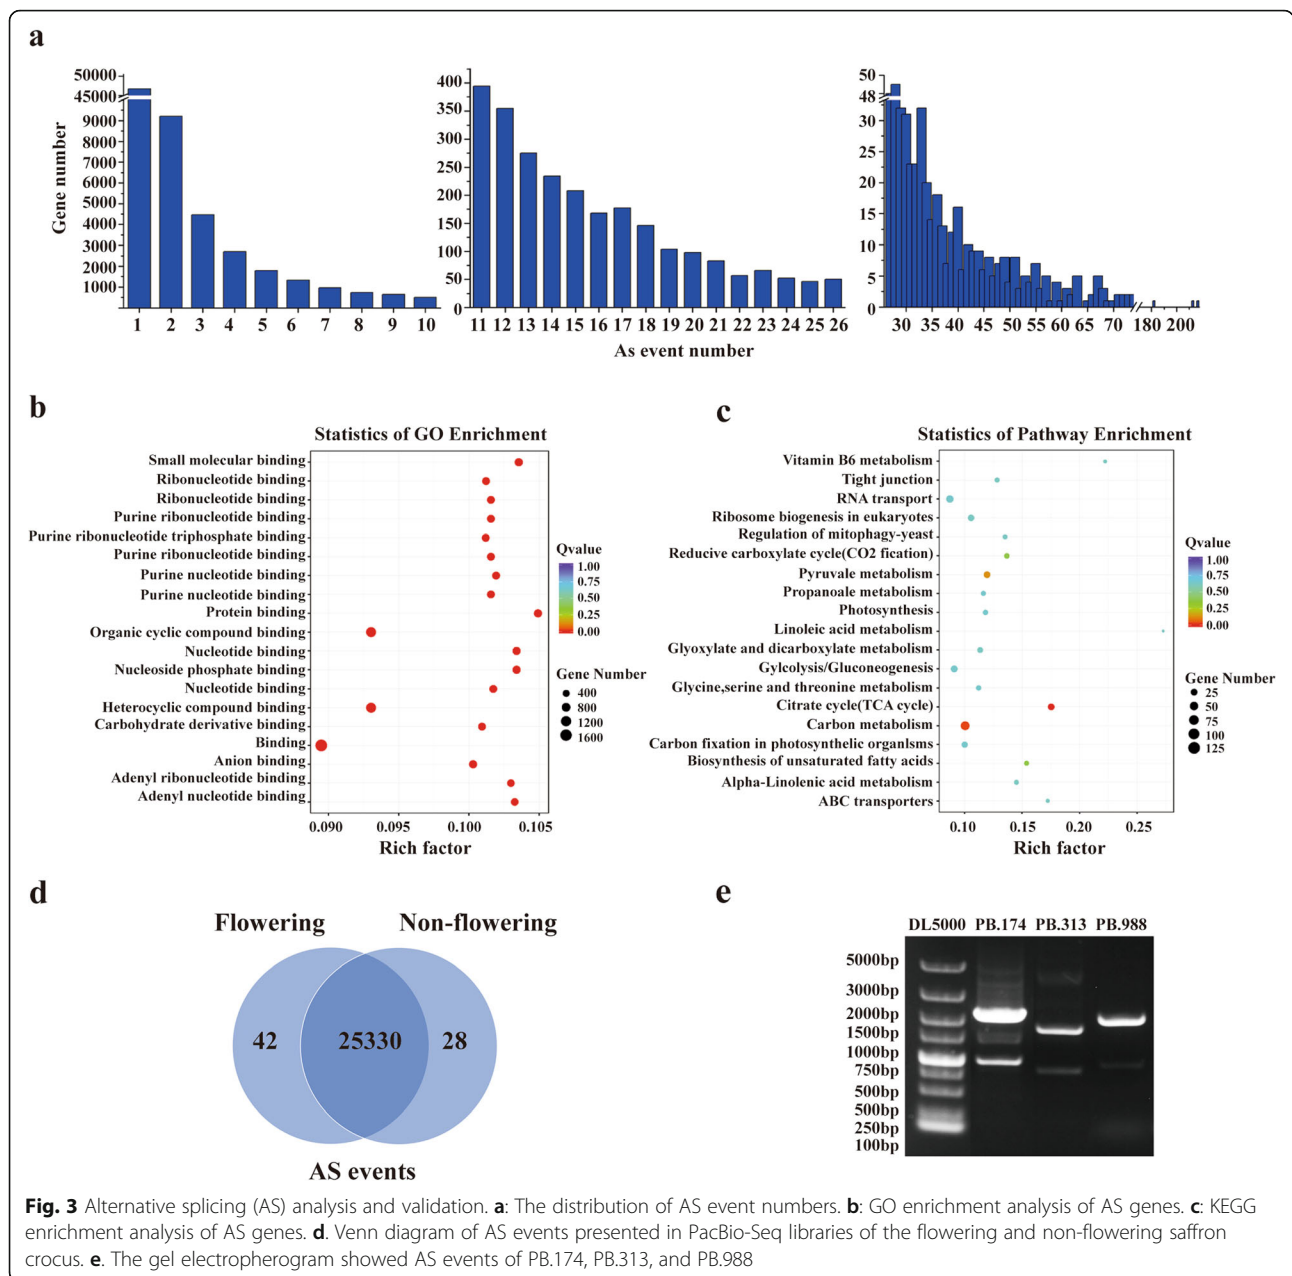 a
50000
45000
9000
8000
7000
6000
5000
4000
3000
2000
1000
Gene number
1 2 3 4 5 6 7 8 9 10
400
350
300
250
200
150
100
50
0
11 12 13 14 15 16 17 18 19 20 21 22 23 24 25 26
50
48
30
25
20
15
10
5
0
30 35 40 45 50 55 60 65 70 180 200
As event number
b
Statistics of GO Enrichment
Small molecular binding
Ribonucleotide binding
Ribonucleotide binding
Purine ribonucleotide binding
Purine ribonucleotide triphosphate binding
Purine ribonucleotide binding
Purine nucleotide binding
Purine nucleotide binding
Protein binding
Organic cyclic compound binding
Nucleotide binding
Nucleoside phosphate binding
Nucleotide binding
Heterocyclic compound binding
Carbohydrate derivative binding
Binding
Anion binding
Adenyl ribonucleotide binding
Adenyl nucleotide binding
0.090 0.095 0.100 0.105
Rich factor
Qvalue
1.00
0.75
0.50
0.25
0.00
Gene Number
400
800
1200
1600
c
Statistics of Pathway Enrichment
Vitamin B6 metabolism
Tight junction
RNA transport
Ribosome biogenesis in eukaryotes
Regulation of mitophagy-yeast
Reducive carboxylate cycle(CO2 fication)
Pyruvale metabolism
Propanoale metabolism
Photosynthesis
Linoleic acid metabolism
Glyoxylate and dicarboxylate metabolism
Gylcolysis/Gluconeogenesis
Glycine,serine and threonine metabolism
Citrate cycle(TCA cycle)
Carbon metabolism
Carbon fixation in photosynthelic organlsms
Biosynthesis of unsaturated fatty acids
Alpha-Linolenic acid metabolism
ABC transporters
0.10 0.15 0.20 0.25
Rich factor
Qvalue
1.00
0.75
0.50
0.25
0.00
Gene Number
25
50
75
100
125
d
Flowering Non-flowering
42 25330 28
AS events
e
DL5000 PB.174 PB.313 PB.988
5000bp
3000bp
2000bp
1500bp
1000bp
750bp
500bp
500bp
250bp
100bp
Fig. 3 Alternative splicing (AS) analysis and validation. a: The distribution of AS event numbers. b: GO enrichment analysis of AS genes. c: KEGG
enrichment analysis of AS genes. d. Venn diagram of AS events presented in PacBio-Seq libraries of the flowering and non-flowering saffron
crocus. e. The gel electropherogram showed AS events of PB.174, PB.313, and PB.988